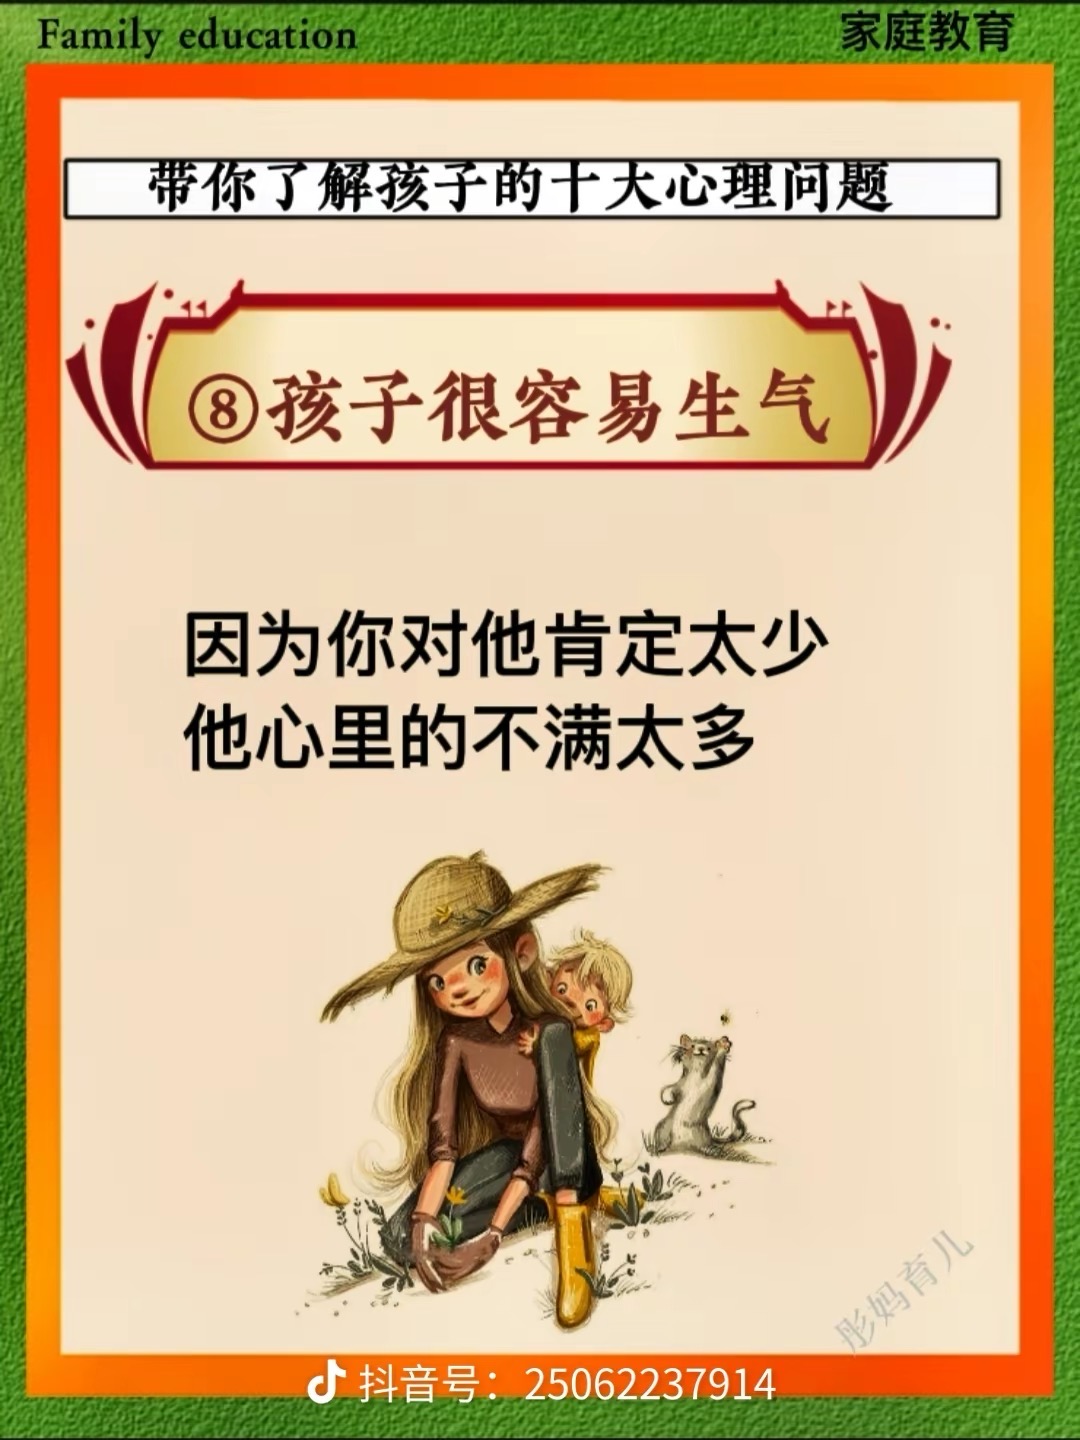 Family education 家庭教育
带你了解孩子的十大心理问题
⑧孩子很容易生气
因为你对他肯定太少
他心里的不满太多
彤妈育儿
抖音号：25062237914